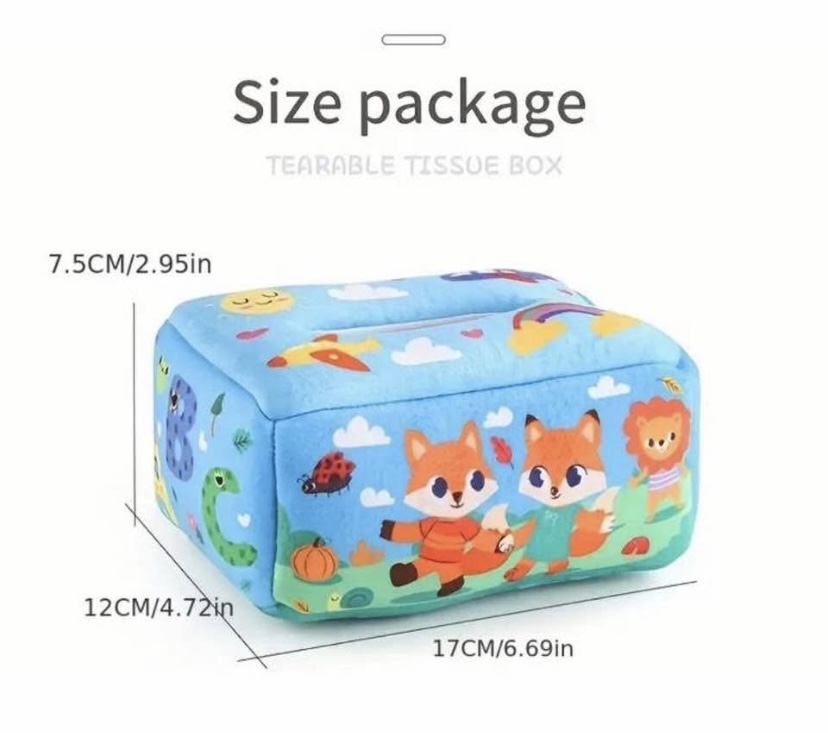 Size package
TEARABLE TISSUE BOX
7.5CM/2.95in
B
C
12CM/4.72in
17CM/6.69in